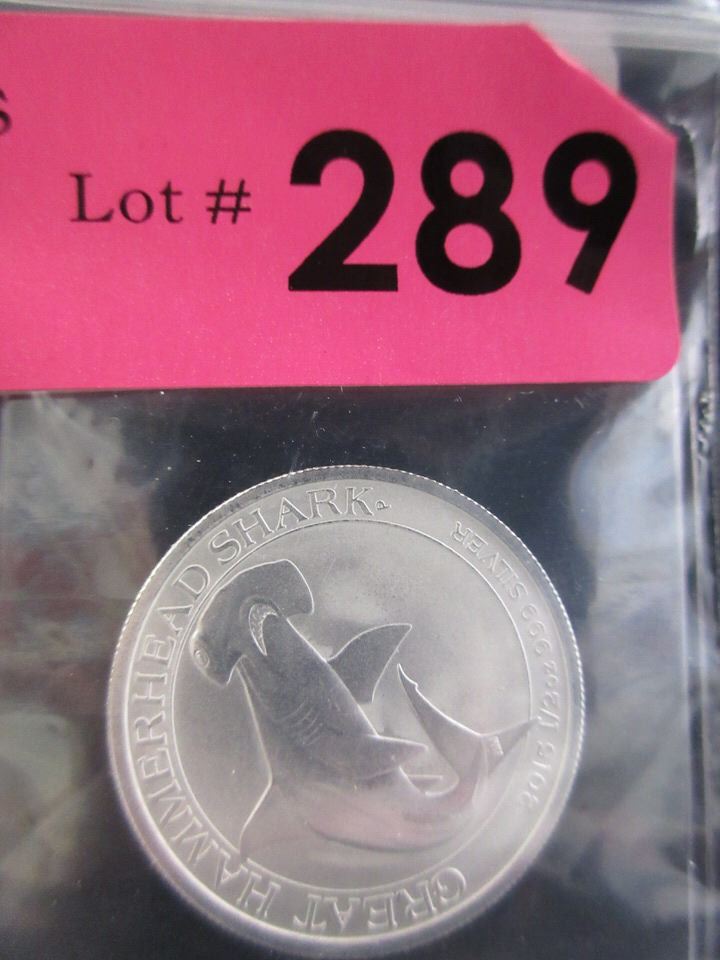 s
Lot # 289
GREAT HAMMERHEAD SHARK P
2015 1/2oz 999 SILVER